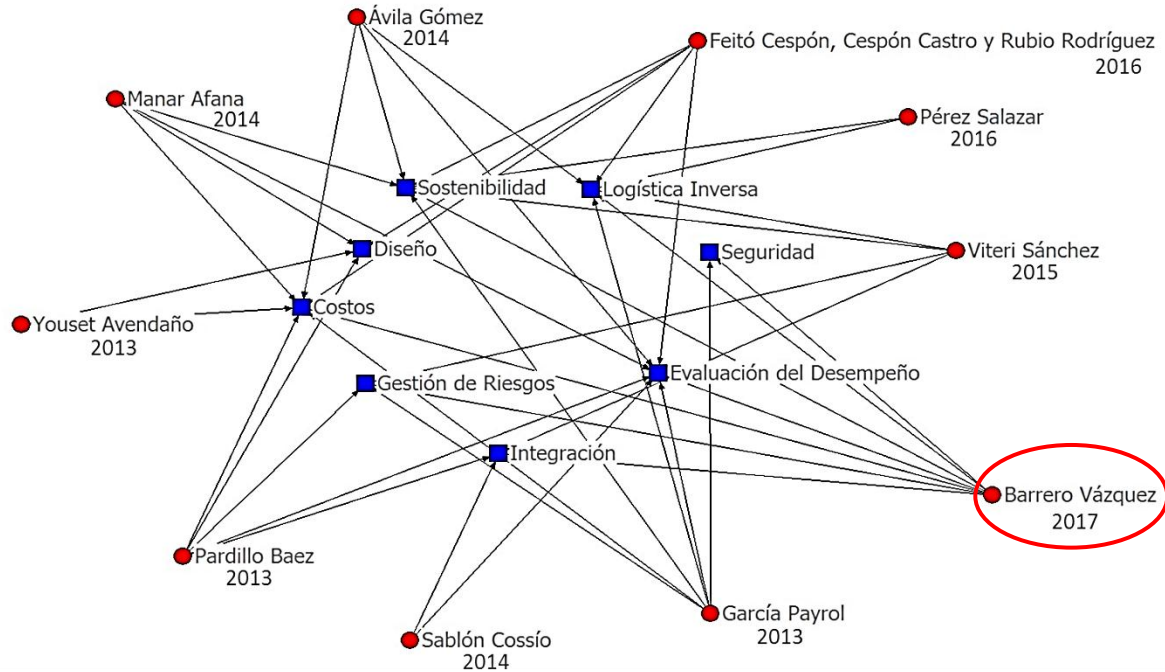 Ávila Gómez
2014
Feitó Cespón, Cespón Castro y Rubio Rodríguez
2016
Manar Afana
2014
Pérez Salazar
2016
Sostenibilidad
Logística Inversa
Diseño
Seguridad
Viteri Sánchez
2015
Costos
Youset Avendaño
2013
Gestión de Riesgos
Evaluación del Desempeño
Integración
Barrero Vázquez
2017
Pardillo Baez
2013
Sablón Cossío
2014
García Payrol
2013